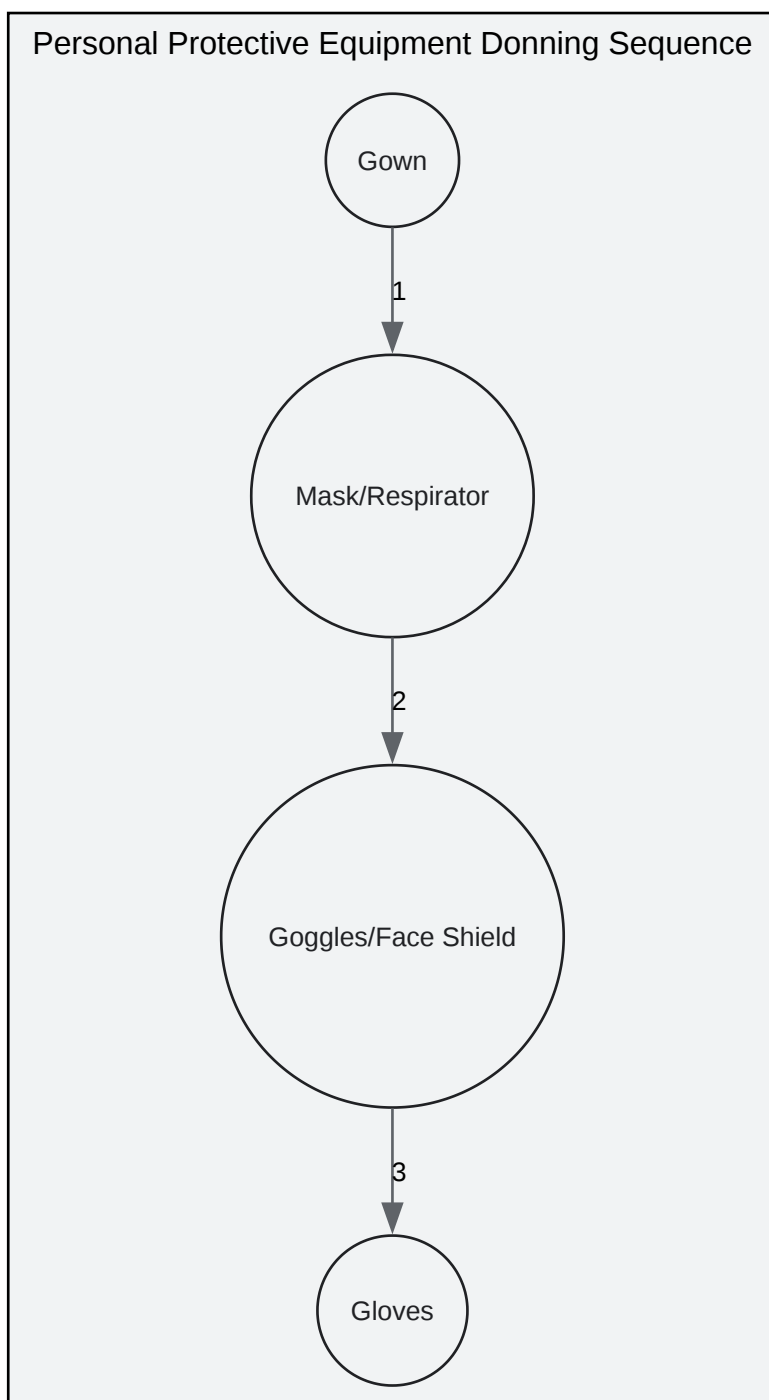 Personal Protective Equipment Donning Sequence
Gown
1
Mask/Respirator
2
Goggles/Face Shield
3
Gloves